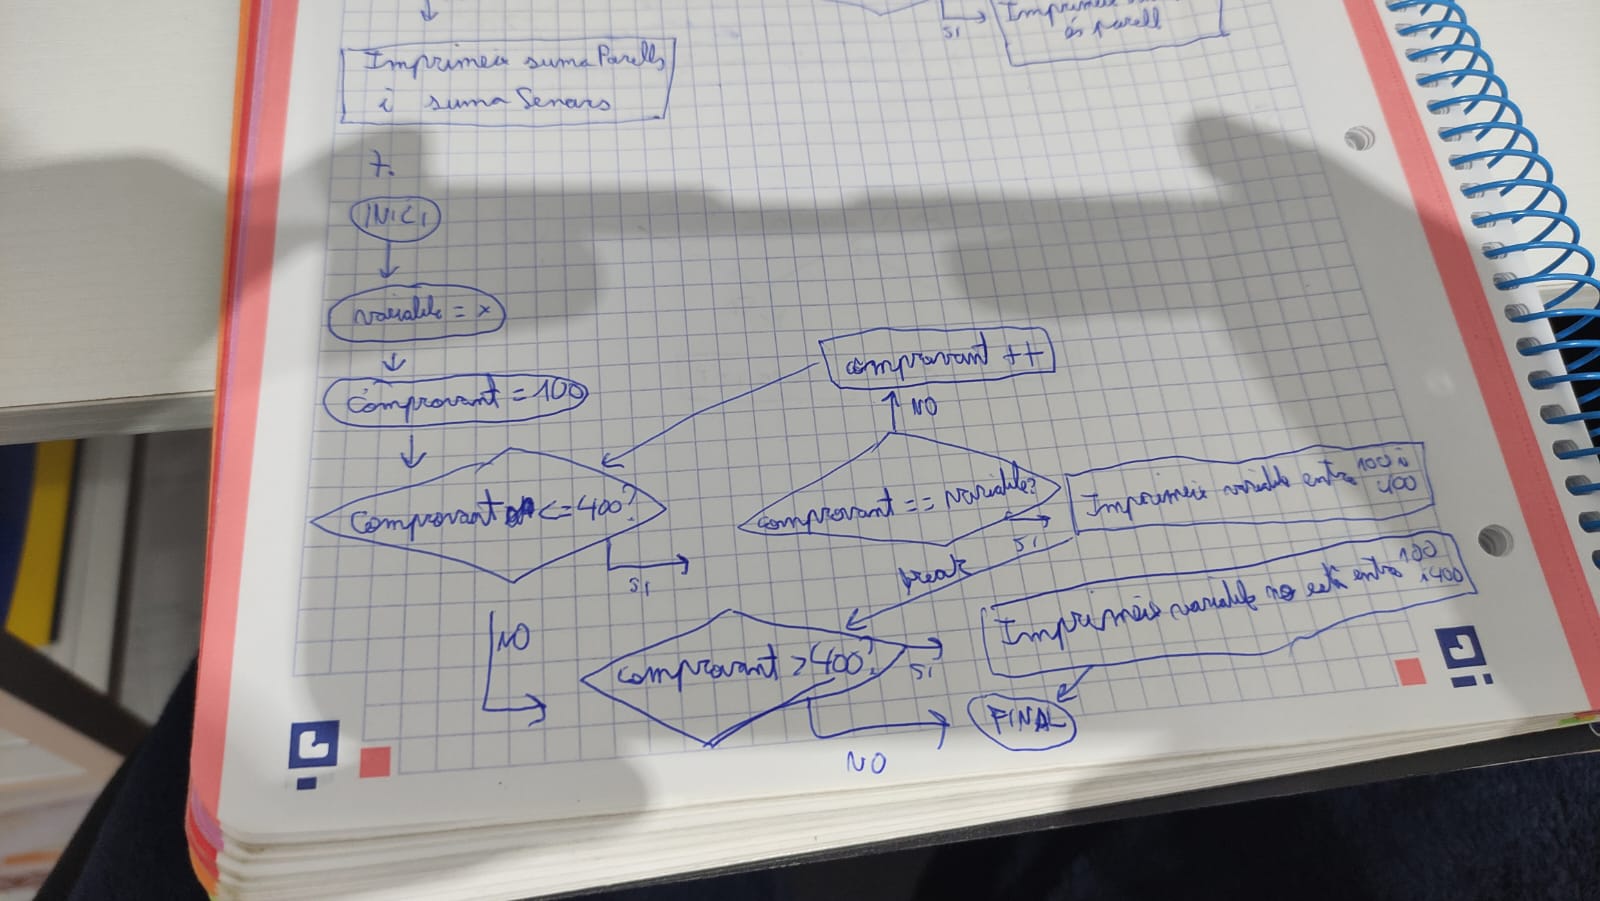 SI
Imprimeix
és parell
Imprimeix sumaParells
i sumaSenars
7.
INICI
variable = x
comprovant = 100
comprovant ++
NO
comprovant <= 400?
SI
comprovant == variable?
SI
Imprimeix variable entre 100 i
400
break
NO
comprovant > 400?
SI
NO
Imprimeix variable no està entre 100
i 400
FINAL